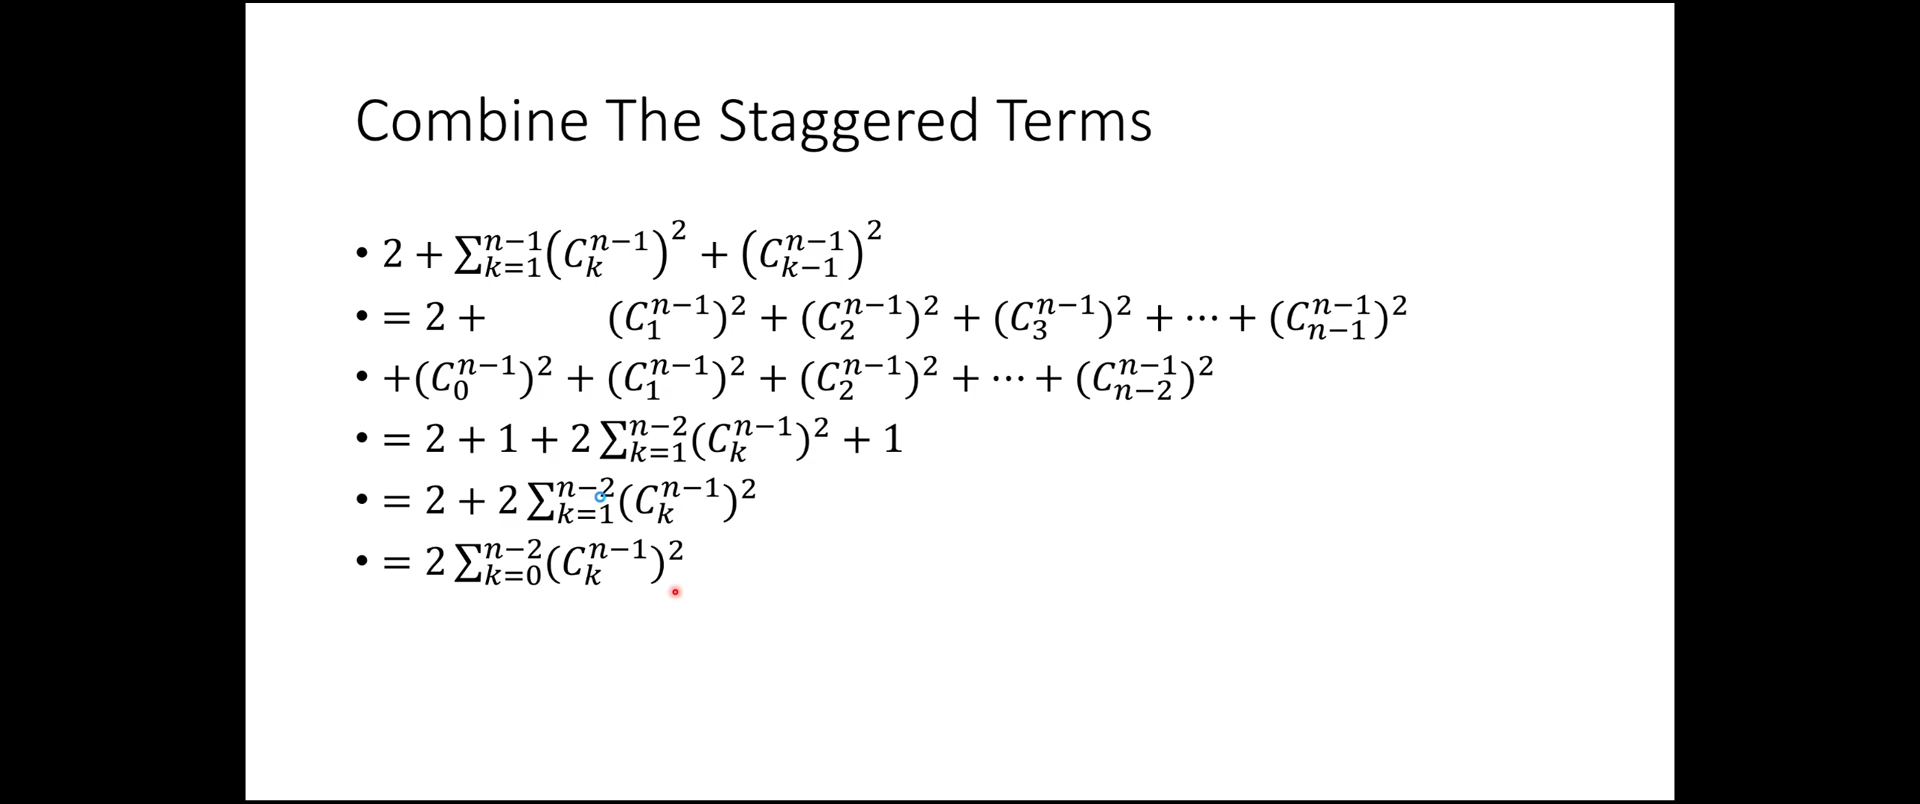 Combine The Staggered Terms
• 2 + ∑_{k=1}^{n−1} (C_k^{n−1})^2 + (C_{k−1}^{n−1})^2
• = 2 + (C_1^{n−1})^2 + (C_2^{n−1})^2 + (C_3^{n−1})^2 + ⋯ + (C_{n−1}^{n−1})^2
• +(C_0^{n−1})^2 + (C_1^{n−1})^2 + (C_2^{n−1})^2 + ⋯ + (C_{n−2}^{n−1})^2
• = 2 + 1 + 2 ∑_{k=1}^{n−2} (C_k^{n−1})^2 + 1
• = 2 + 2 ∑_{k=1}^{n−2} (C_k^{n−1})^2
• = 2 ∑_{k=0}^{n−2} (C_k^{n−1})^2